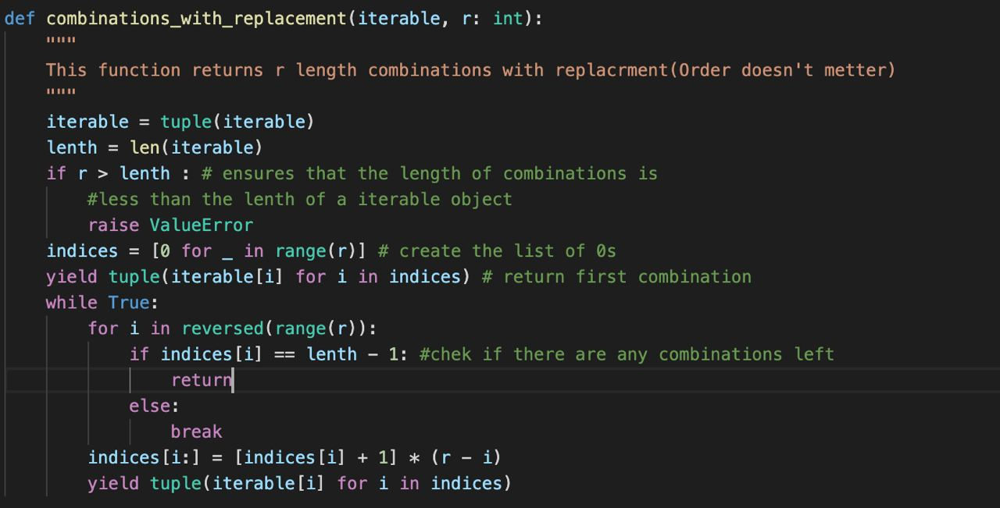 def combinations_with_replacement(iterable, r: int):
    """
    This function returns r length combinations with replacrment(Order doesn't metter)
    """
    iterable = tuple(iterable)
    lenth = len(iterable)
    if r > lenth : # ensures that the length of combinations is
        #less than the lenth of a iterable object
        raise ValueError
    indices = [0 for _ in range(r)] # create the list of 0s
    yield tuple(iterable[i] for i in indices) # return first combination
    while True:
        for i in reversed(range(r)):
            if indices[i] == lenth - 1: #chek if there are any combinations left
                return
            else:
                break
        indices[i:] = [indices[i] + 1] * (r - i)
        yield tuple(iterable[i] for i in indices)